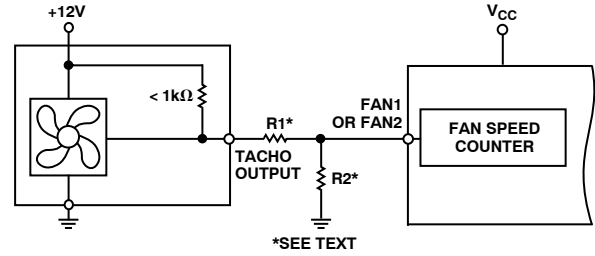 +12V
< 1kΩ
TACHO
OUTPUT
R1*
R2*
*SEE TEXT
FAN1
OR FAN2
VCC
FAN SPEED
COUNTER